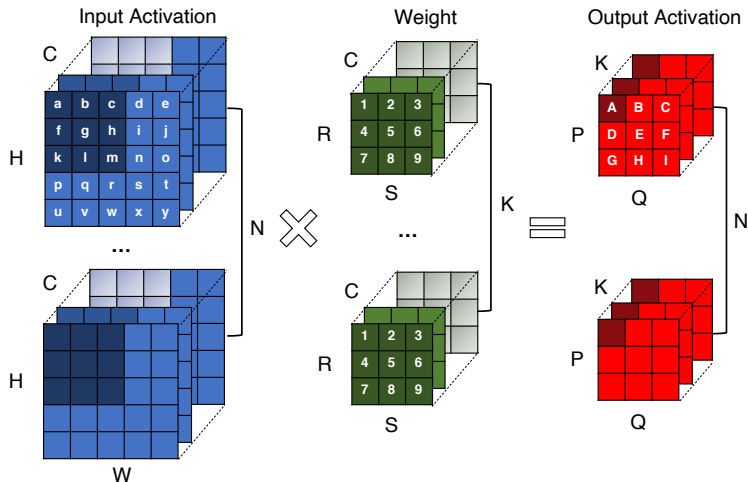 Input Activation
Weight
Output Activation
C
C
K
a b c d e
f g h i j
k l m n o
p q r s t
u v w x y
H
1 2 3
4 5 6
7 8 9
R
S
A B C
D E F
G H I
P
Q
N
K
N
...
...
C
C
K
H
W
1 2 3
4 5 6
7 8 9
R
S
P
Q